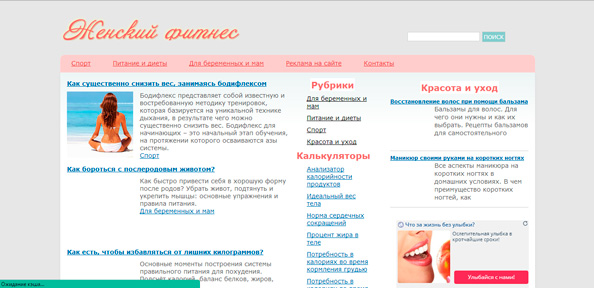 Женский фитнес
ПОИСК
Спорт
Питание и диеты
Для беременных и мам
Реклама на сайте
Контакты
Как существенно снизить вес, занимаясь бодифлексом
Бодифлекс представляет собой известную и
востребованную методику тренировок,
которая базируется на уникальной технике
дыхания, в результате чего можно
существенно снизить вес. Бодифлекс для
начинающих – это начальный этап обучения,
на протяжении которого осваиваются азы
системы.
Спорт
Как бороться с послеродовым животом?
Как быстро привести себя в хорошую форму
после родов? Убрать живот, подтянуть и
укрепить мышцы: основные упражнения и
правила питания.
Для беременных и мам
Как есть, чтобы избавляться от лишних килограммов?
Основные моменты построения системы
правильного питания для похудения.
Подсчёт калорий, баланс белков, жиров,
Ожидание кэша...
Рубрики
Для беременных и
мам
Питание и диеты
Спорт
Красота и уход
Калькуляторы
Анализатор
калорийности
продуктов
Идеальный вес
тела
Норма сердечных
сокращений
Процент жира в
теле
Потребность в
калориях во время
кормления грудью
Потребность в
калориях во время
Красота и уход
Восстановление волос при помощи бальзама
Бальзамы для волос. Для
чего они нужны и как их
выбрать. Рецепты бальзамов
для самостоятельного
Маникюр своими руками на коротких ногтях
Все аспекты маникюра на
коротких ногтях в
домашних условиях. В чем
преимущество коротких
ногтей, как
Что за жизнь без улыбки?
Ослепительная улыбка в
кротчайшие сроки!
Улыбайся с нами!